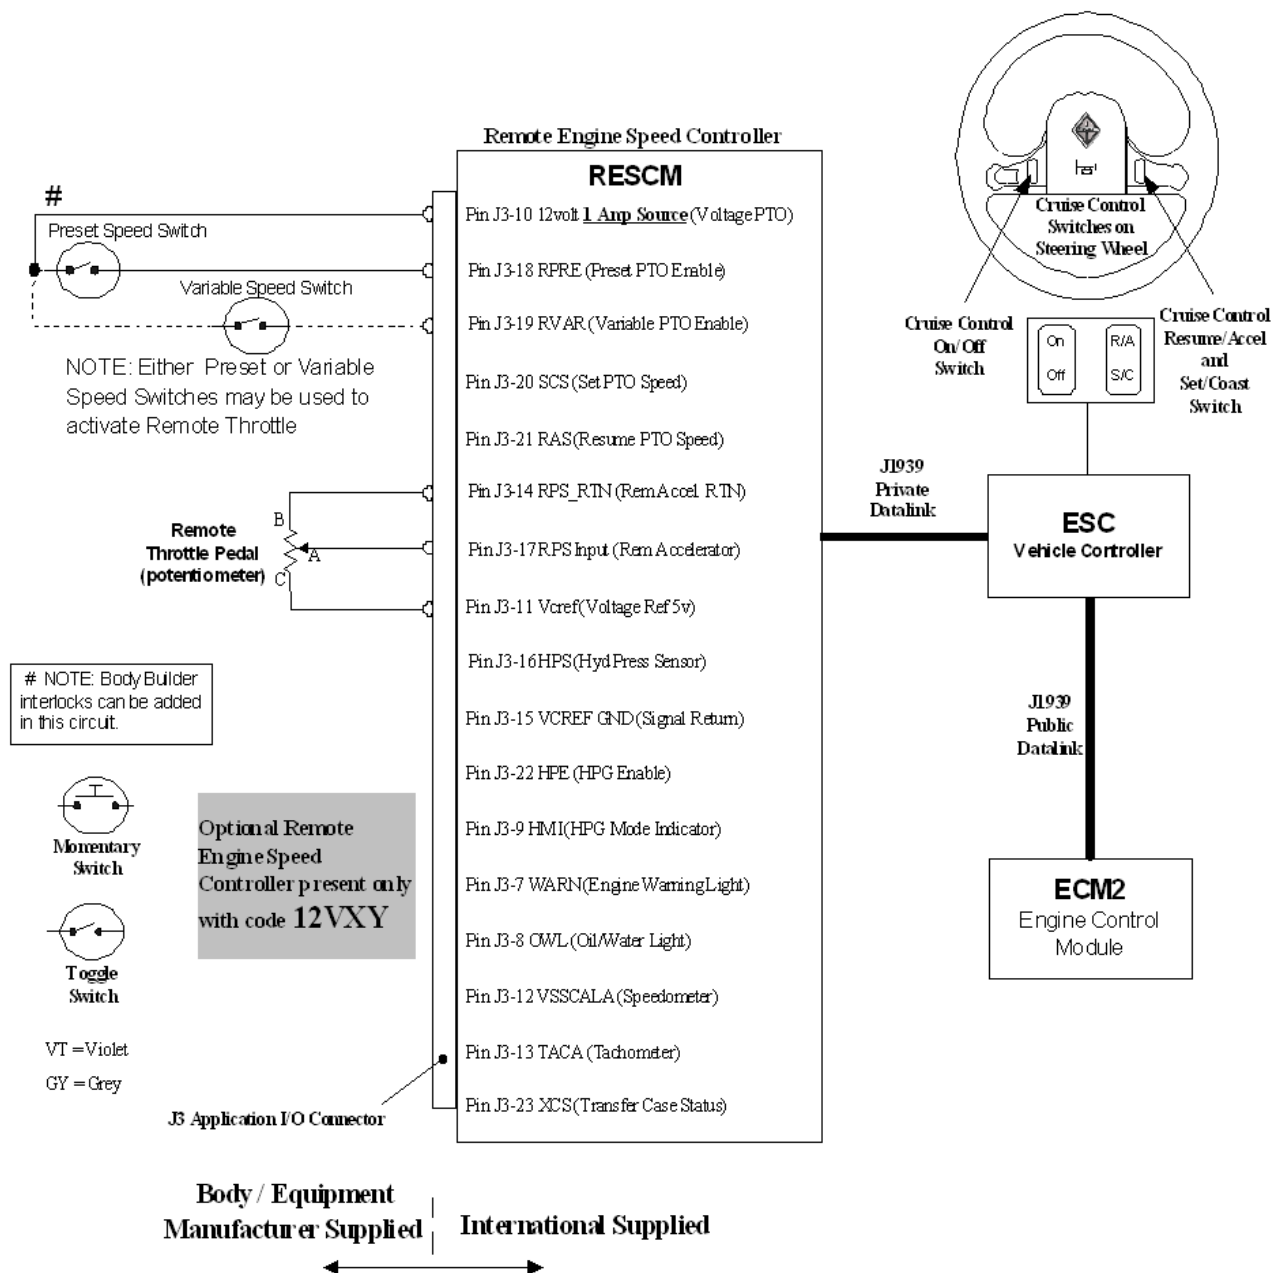 Remote Engine Speed Controller
RESCM
#
Pin J3-10 12volt 1 Amp Source (Voltage PTO)
Preset Speed Switch
Pin J3-18 RPRE (Preset PTO Enable)
Variable Speed Switch
Pin J3-19 RVAR (Variable PTO Enable)
NOTE: Either Preset or Variable
Speed Switches may be used to
activate Remote Throttle
Pin J3-20 SCS (Set PTO Speed)
Pin J3-21 RAS (Resume PTO Speed)
Pin J3-14 RPS_RTN (Rem Accel RTN)
B
Remote
Throttle Pedal
(potentiometer)
A
C
Pin J3-17 RPS Input (Rem Accelerator)
Pin J3-11 Vcref (Voltage Ref 5v)
Pin J3-16 HPS (Hyd Press Sensor)
# NOTE: Body Builder
interlocks can be added
in this circuit.
Pin J3-15 VCREF GND (Signal Return)
Pin J3-22 HPE (HPG Enable)
Momentary
Switch
Optional Remote
Engine Speed
Controller present only
with code 12VXY
Pin J3-9 HMI (HPG Mode Indicator)
Pin J3-7 WARN (Engine Warning Light)
Pin J3-8 OWL (Oil/Water Light)
Toggle
Switch
Pin J3-12 VSSCALA (Speedometer)
VT = Violet
GY = Grey
Pin J3-13 TACA (Tachometer)
J3 Application I/O Connector
Pin J3-23 XCS (Transfer Case Status)
Cruise Control
Switches on
Steering Wheel
Cruise Control
On/Off
Switch
On
Off
R/A
S/C
Cruise Control
Resume/Accel
and
Set/Coast
Switch
J1939
Private
Datalink
ESC
Vehicle Controller
J1939
Public
Datalink
ECM2
Engine Control
Module
Body / Equipment
Manufacturer Supplied
International Supplied